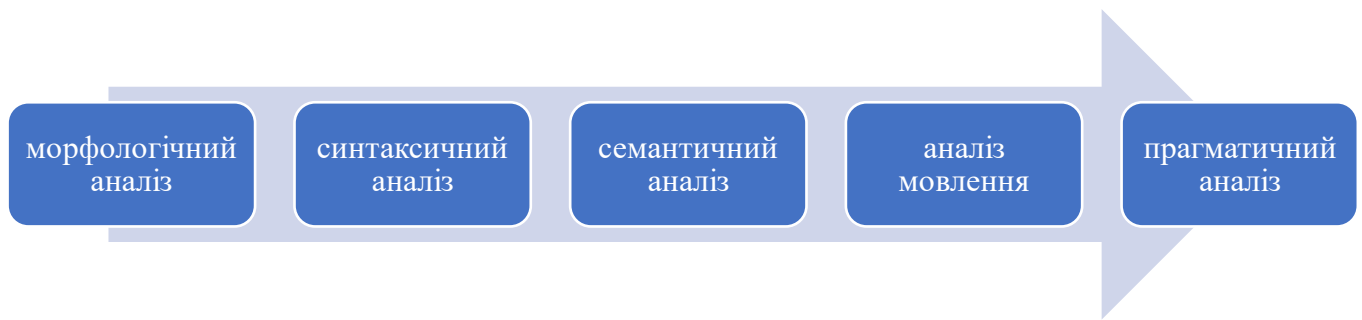 морфологічний
аналіз
синтаксичний
аналіз
семантичний
аналіз
аналіз
мовлення
прагматичний
аналіз